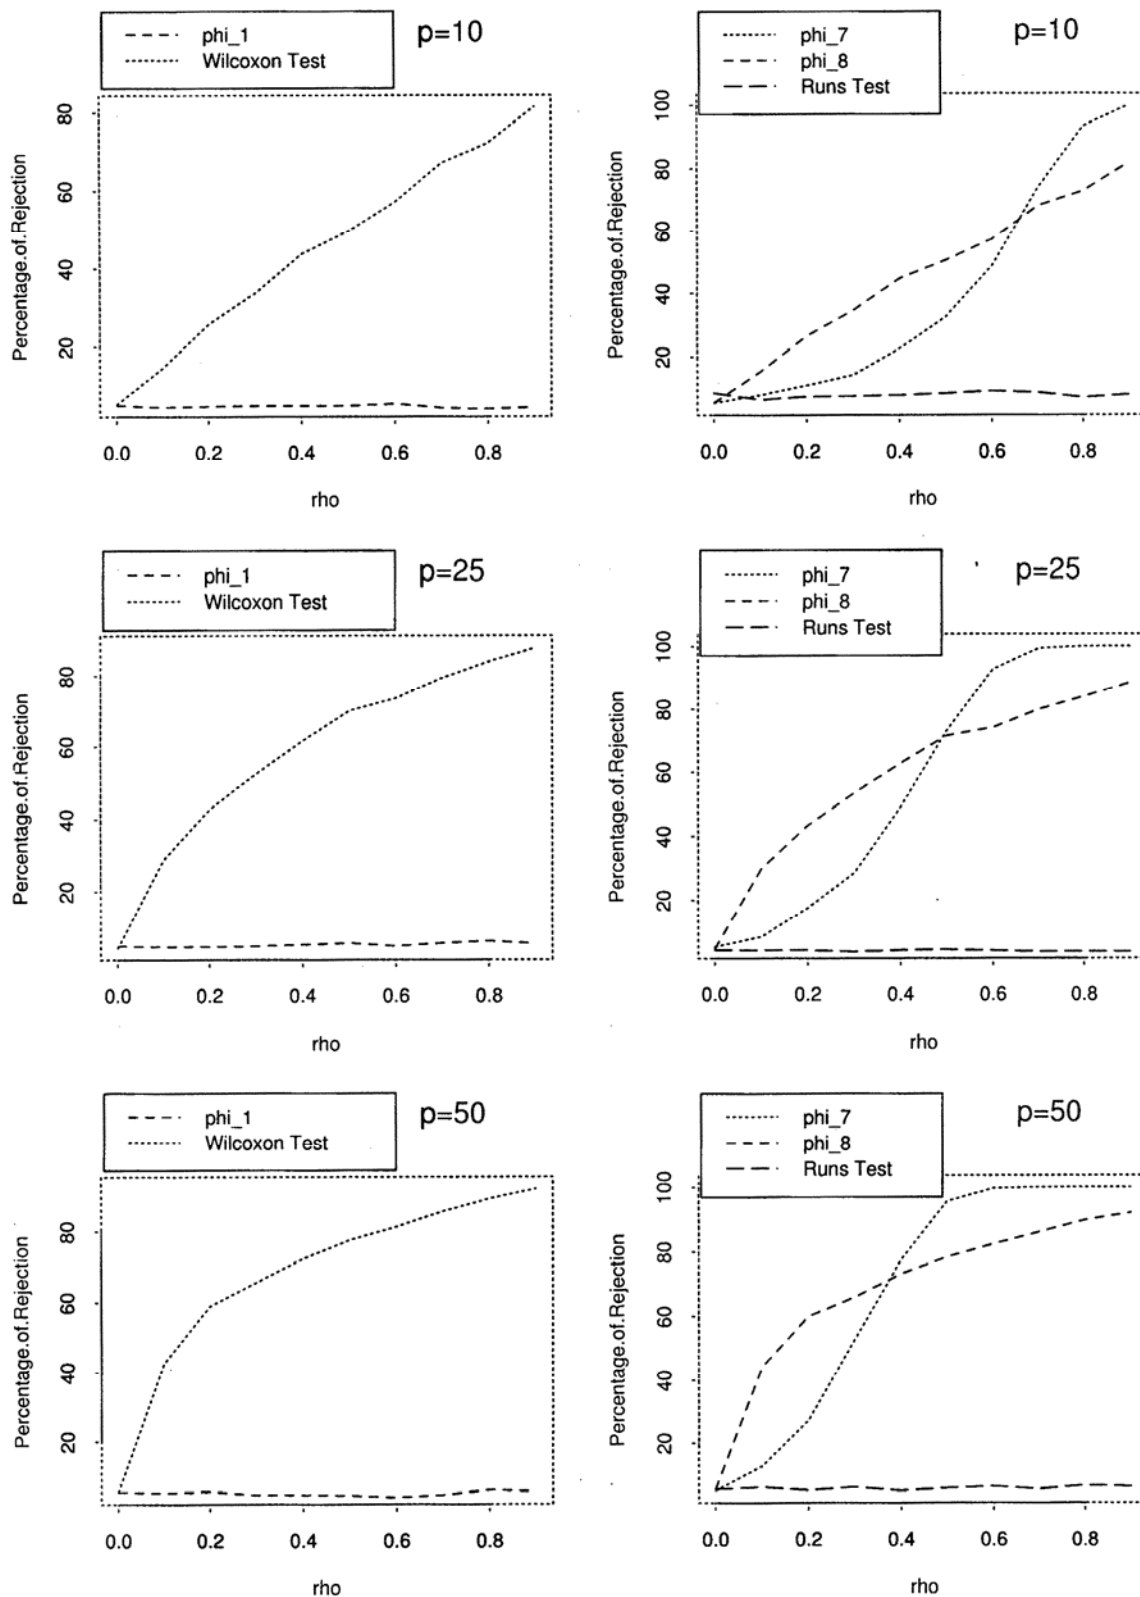 phi_1
Wilcoxon Test
p=10
Percentage.of.Rejection
80
60
40
20
0.0 0.2 0.4 0.6 0.8
rho
phi_7
phi_8
Runs Test
p=10
Percentage.of.Rejection
100
80
60
40
20
0.0 0.2 0.4 0.6 0.8
rho
phi_1
Wilcoxon Test
p=25
Percentage.of.Rejection
80
60
40
20
0.0 0.2 0.4 0.6 0.8
rho
phi_7
phi_8
Runs Test
p=25
Percentage.of.Rejection
100
80
60
40
20
0.0 0.2 0.4 0.6 0.8
rho
phi_1
Wilcoxon Test
p=50
Percentage.of.Rejection
80
60
40
20
0.0 0.2 0.4 0.6 0.8
rho
phi_7
phi_8
Runs Test
p=50
Percentage.of.Rejection
100
80
60
40
20
0.0 0.2 0.4 0.6 0.8
rho